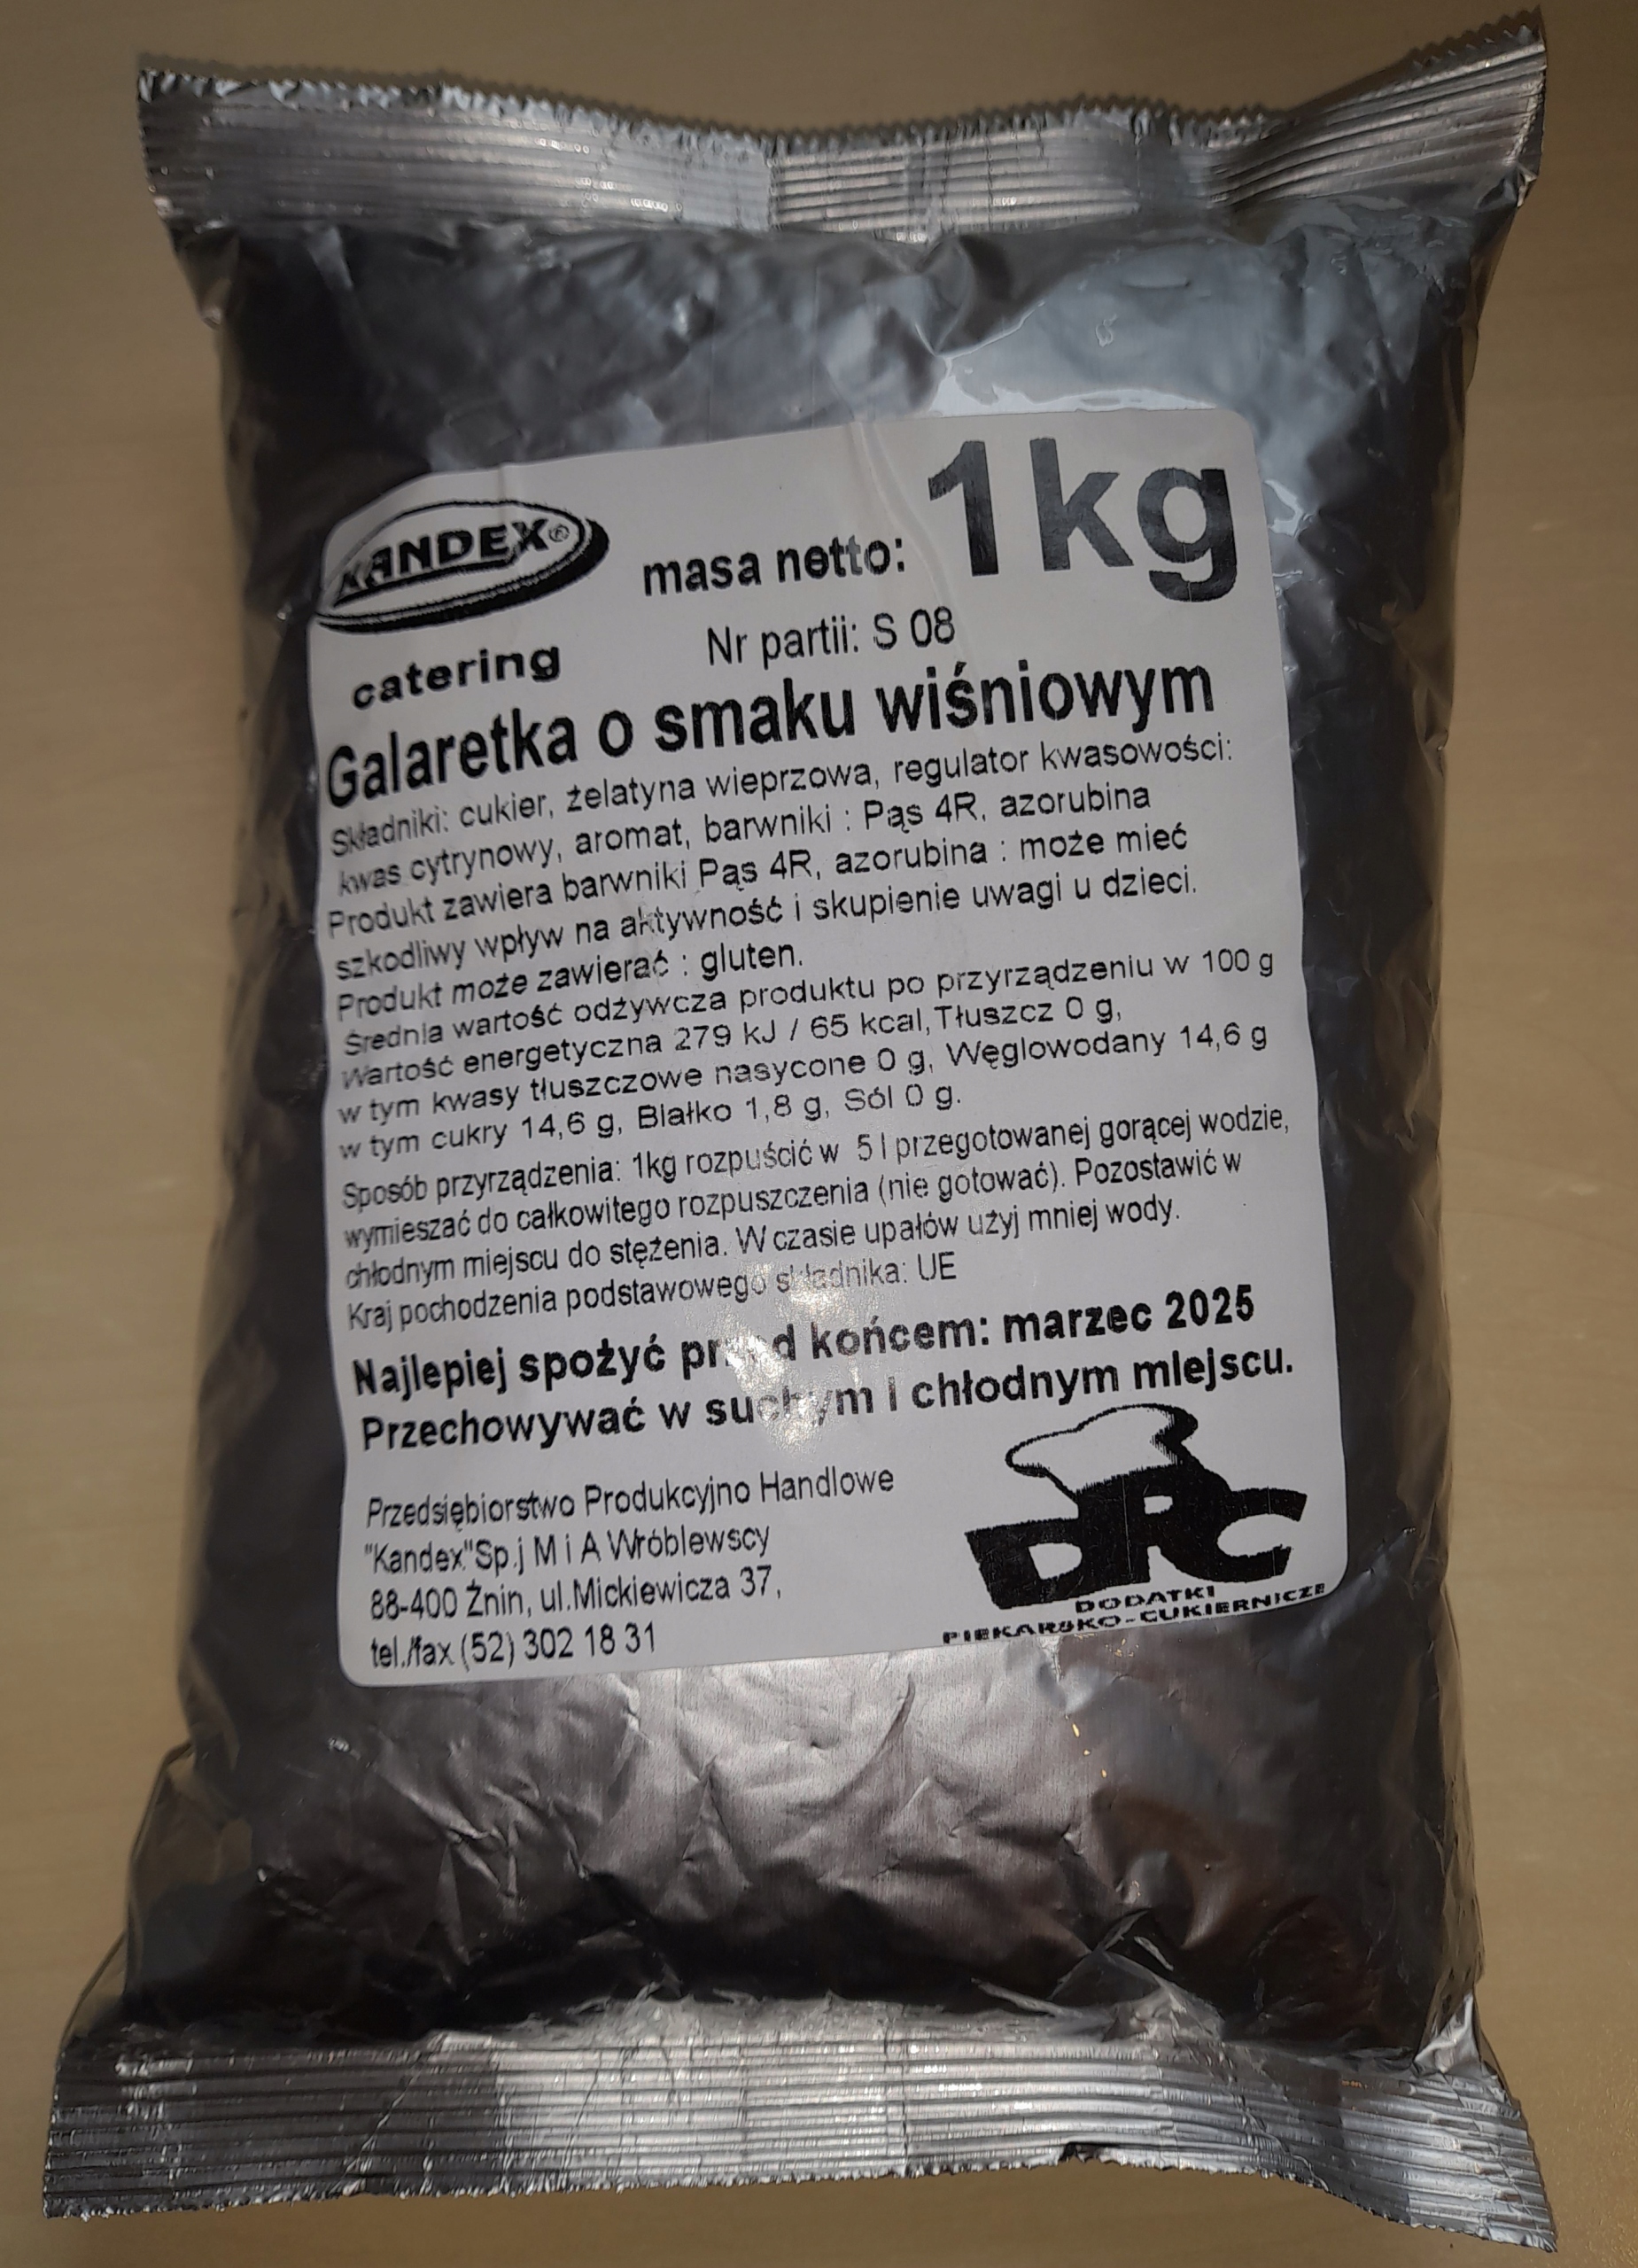 KANDEX®
masa netto: 1kg
catering
Nr partii: S 08
Galaretka o smaku wiśniowym
Składniki: cukier, żelatyna wieprzowa, regulator kwasowości:
kwas cytrynowy, aromat, barwniki : Pąs 4R, azorubina
Produkt zawiera barwniki Pąs 4R, azorubina : może mieć
szkodliwy wpływ na aktywność i skupienie uwagi u dzieci.
Produkt może zawierać : gluten.
Średnia wartość odżywcza produktu po przyrządzeniu w 100 g
Wartość energetyczna 279 kJ / 65 kcal, Tłuszcz 0 g,
w tym kwasy tłuszczowe nasycone 0 g, Węglowodany 14,6 g
w tym cukry 14,6 g, Białko 1,8 g, Sól 0 g.
Sposób przyrządzenia: 1kg rozpuścić w 5 l przegotowanej gorącej wodzie,
wymieszać do całkowitego rozpuszczenia (nie gotować). Pozostawić w
chłodnym miejscu do stężenia. W czasie upałów użyj mniej wody.
Kraj pochodzenia podstawowego składnika: UE
Najlepiej spożyć przed końcem: marzec 2025
Przechowywać w suchym i chłodnym miejscu.
Przedsiębiorstwo Produkcyjno Handlowe
"Kandex"Sp.j M i A Wróblewscy
88-400 Żnin, ul.Mickiewicza 37,
tel./fax (52) 302 18 31
DPC
DODATKI
PIEKARSKO-CUKIERNICZE